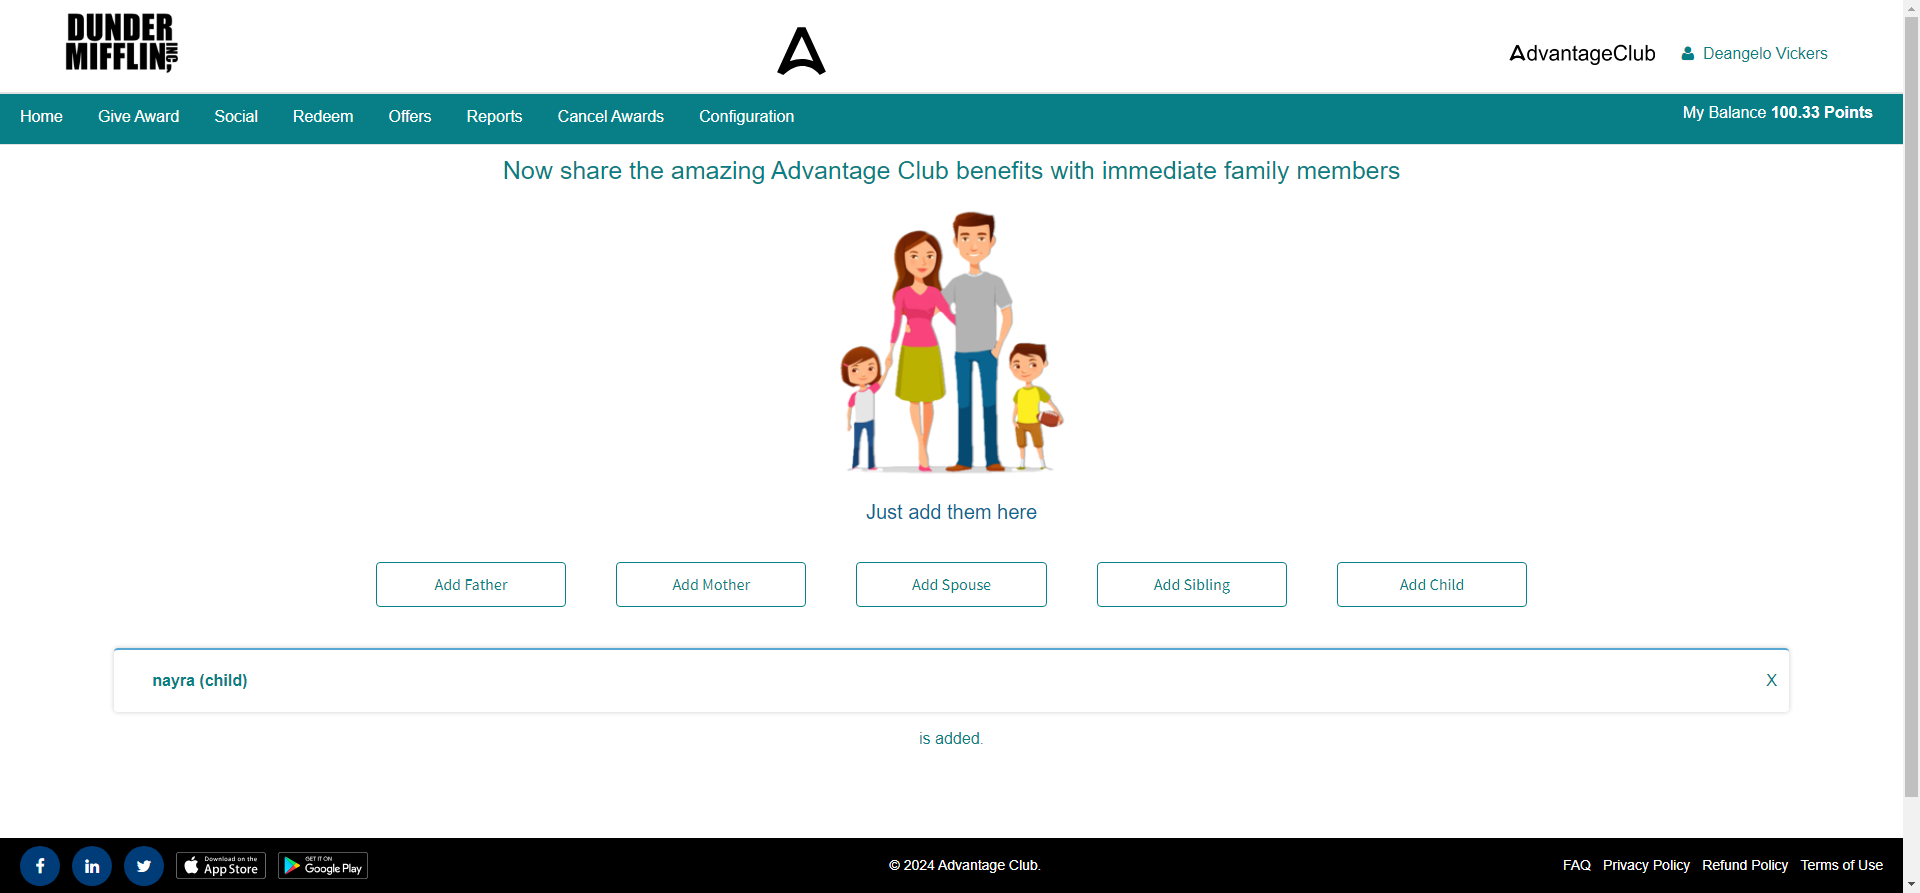 DUNDER
MIFFLIN, INC
AdvantageClub
Deangelo Vickers
Home Give Award Social Redeem Offers Reports Cancel Awards Configuration
My Balance 100.33 Points
Now share the amazing Advantage Club benefits with immediate family members
Just add them here
Add Father Add Mother Add Spouse Add Sibling Add Child
nayra (child) X
is added.
Download on the
App Store
GET IT ON
Google Play
© 2024 Advantage Club.
FAQ Privacy Policy Refund Policy Terms of Use